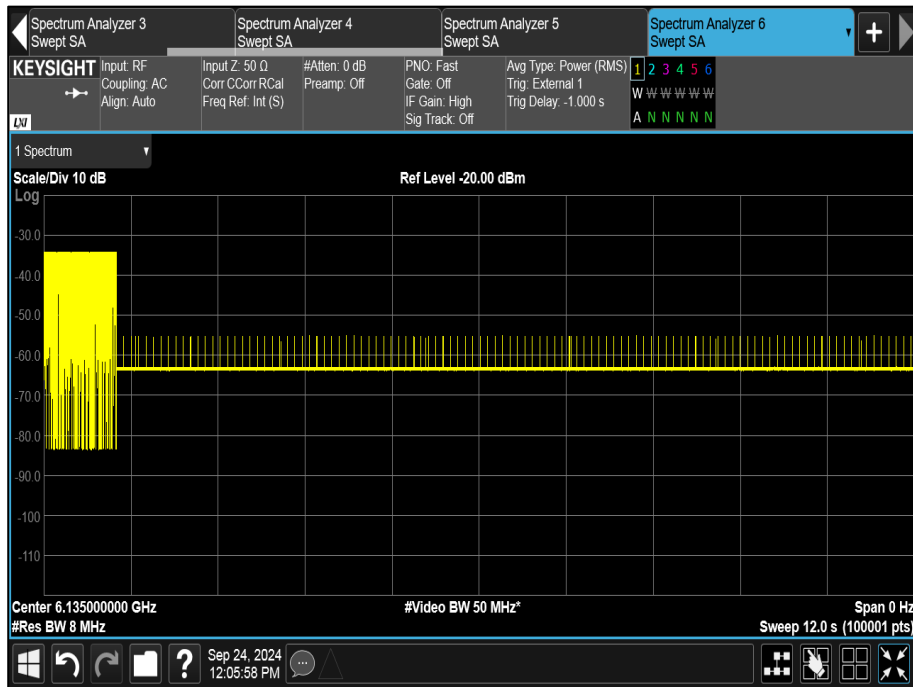 Spectrum Analyzer 3
Swept SA
Spectrum Analyzer 4
Swept SA
Spectrum Analyzer 5
Swept SA
Spectrum Analyzer 6
Swept SA
+
KEYSIGHT
LXI
Input: RF
Coupling: AC
Align: Auto
Input Z: 50 Ω
Corr CCorr RCal
Freq Ref: Int (S)
#Atten: 0 dB
Preamp: Off
PNO: Fast
Gate: Off
IF Gain: High
Sig Track: Off
Avg Type: Power (RMS)
Trig: External 1
Trig Delay: -1.000 s
1 2 3 4 5 6
W W W W W W
A N N N N N
1 Spectrum
Scale/Div 10 dB
Ref Level -20.00 dBm
Log
-30.0
-40.0
-50.0
-60.0
-70.0
-80.0
-90.0
-100
-110
Center 6.135000000 GHz
#Video BW 50 MHz*
Span 0 Hz
#Res BW 8 MHz
Sweep 12.0 s (100001 pts)
?
Sep 24, 2024
12:05:58 PM